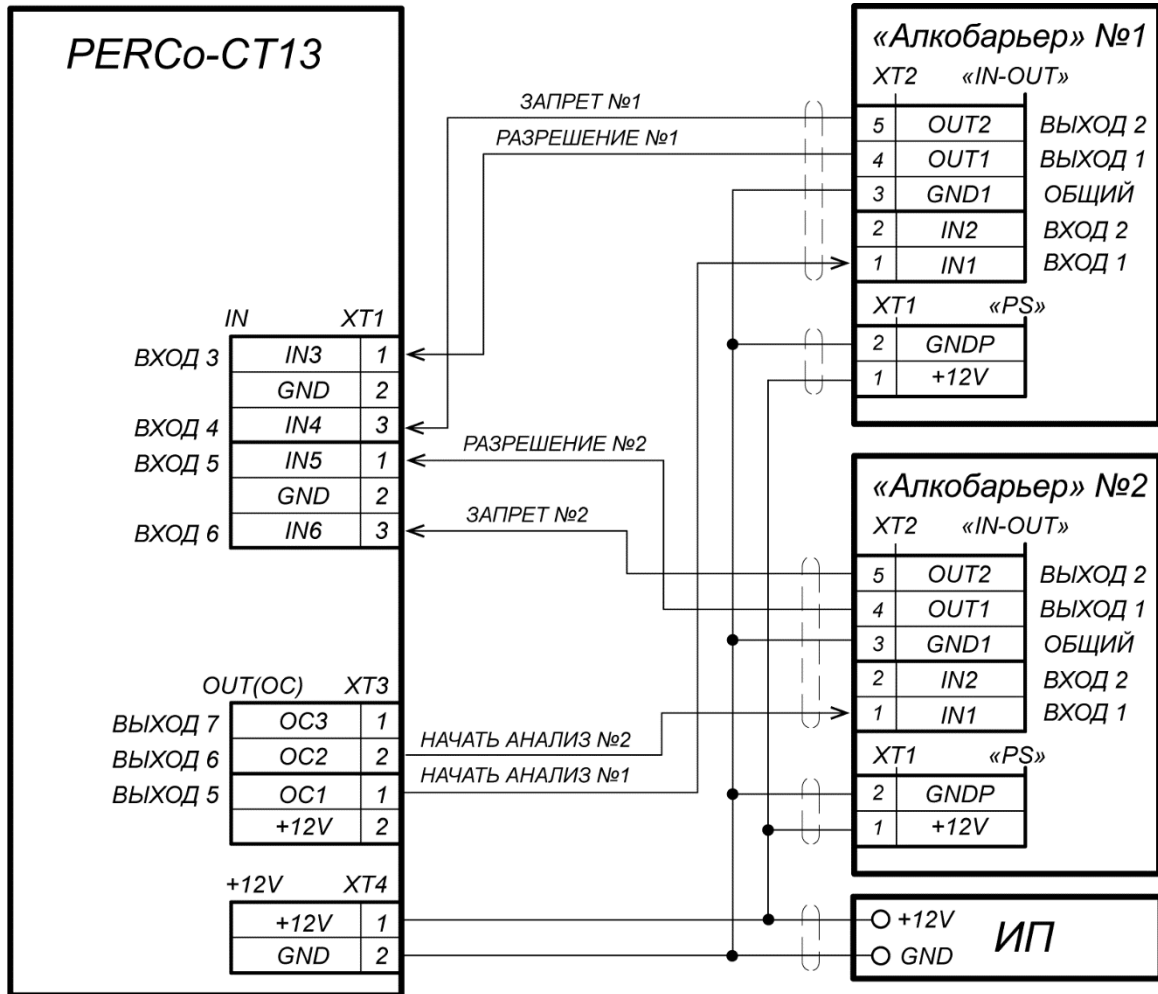 PERCo-CT13
«Алкобарьер» №1
XT2 «IN-OUT»
5 OUT2 ВЫХОД 2
4 OUT1 ВЫХОД 1
3 GND1 ОБЩИЙ
2 IN2 ВХОД 2
1 IN1 ВХОД 1
XT1 «PS»
2 GNDP
1 +12V
ЗАПРЕТ №1
РАЗРЕШЕНИЕ №1
IN XT1
ВХОД 3 IN3 1
GND 2
ВХОД 4 IN4 3
ВХОД 5 IN5 1
GND 2
ВХОД 6 IN6 3
РАЗРЕШЕНИЕ №2
ЗАПРЕТ №2
«Алкобарьер» №2
XT2 «IN-OUT»
5 OUT2 ВЫХОД 2
4 OUT1 ВЫХОД 1
3 GND1 ОБЩИЙ
2 IN2 ВХОД 2
1 IN1 ВХОД 1
XT1 «PS»
2 GNDP
1 +12V
OUT(OC) XT3
ВЫХОД 7 OC3 1
ВЫХОД 6 OC2 2
ВЫХОД 5 OC1 1
+12V 2
НАЧАТЬ АНАЛИЗ №2
НАЧАТЬ АНАЛИЗ №1
+12V XT4
+12V 1
GND 2
+12V
GND
ИП